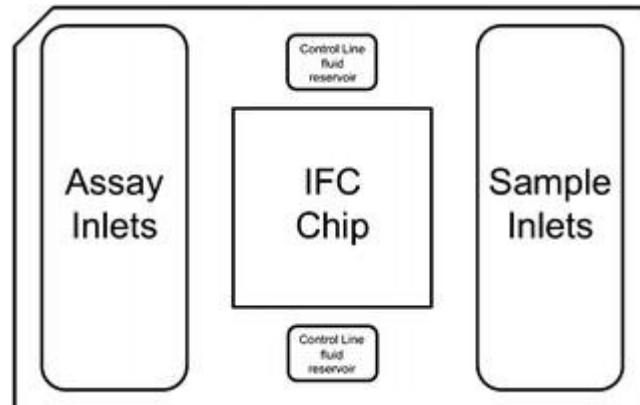 Control Line
fluid
reservoir
Assay
Inlets
IFC
Chip
Sample
Inlets
Control Line
fluid
reservoir